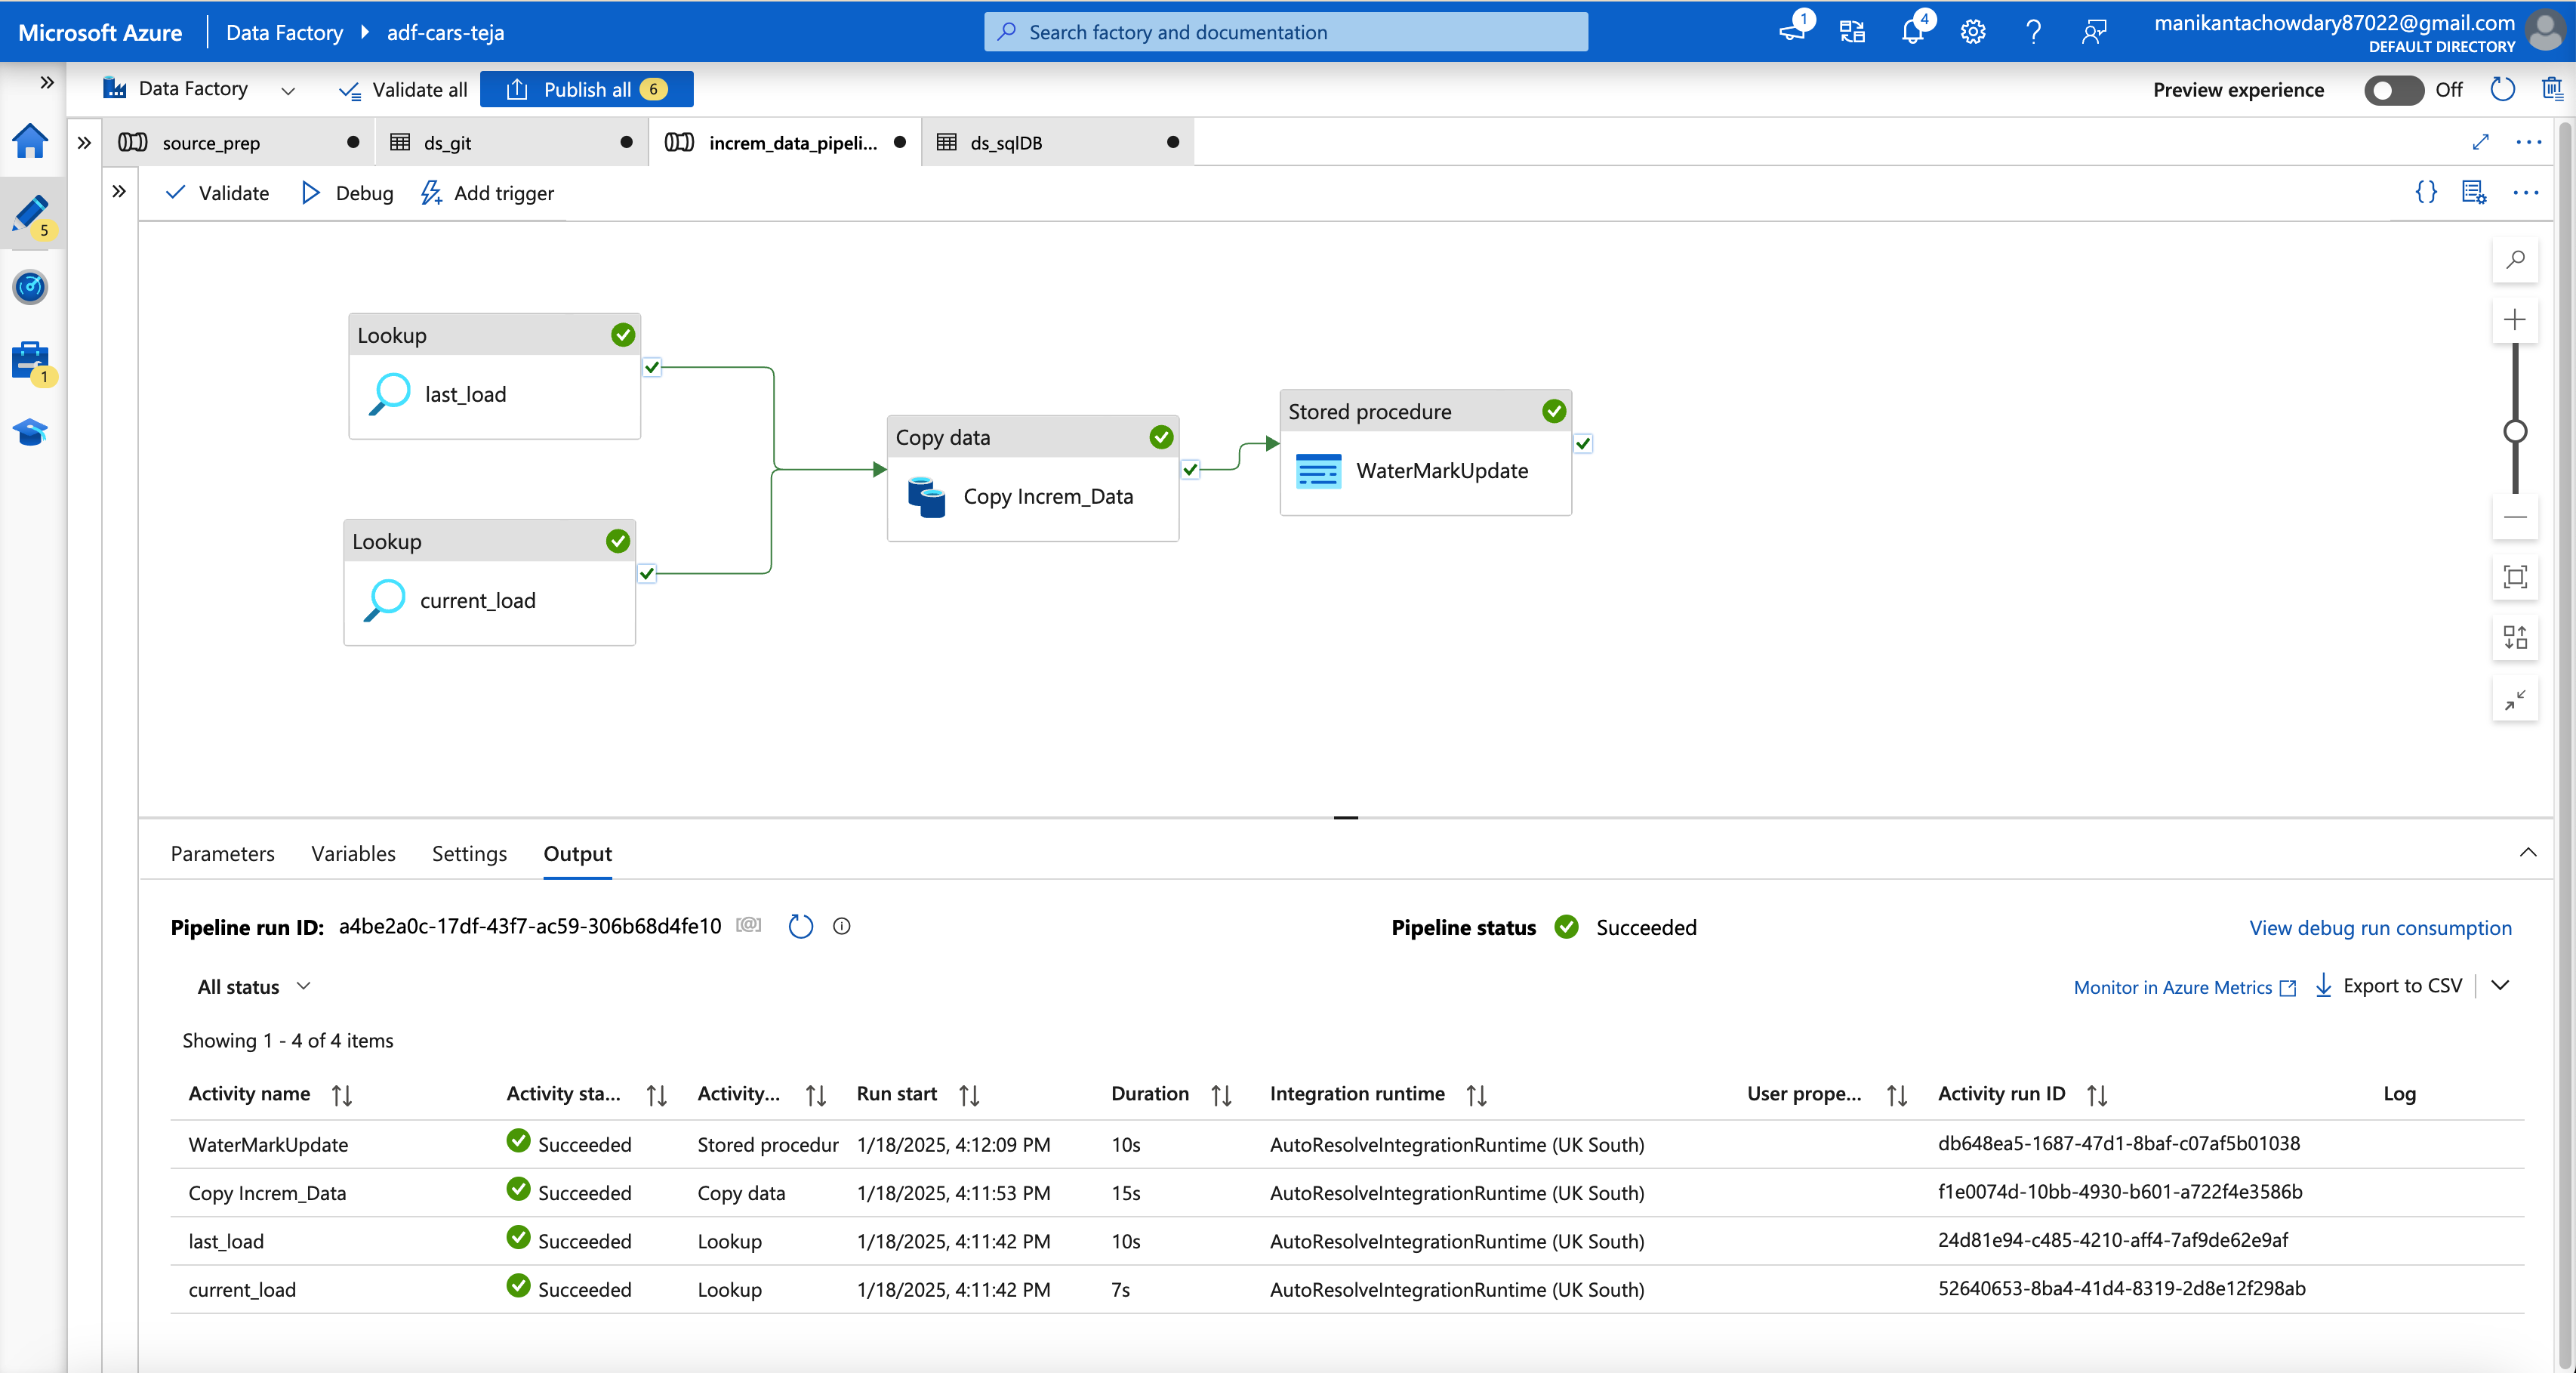 Microsoft Azure Data Factory adf-cars-teja Search factory and documentation 1 4 manikantachowdary87022@gmail.com
DEFAULT DIRECTORY
Data Factory Validate all Publish all 6 Preview experience Off
source_prep ds_git increm_data_pipeli... ds_sqlDB
Validate Debug Add trigger
5
1
Lookup
last_load
Lookup
current_load
Copy data
Copy Increm_Data
Stored procedure
WaterMarkUpdate
Parameters Variables Settings Output
Pipeline run ID: a4be2a0c-17df-43f7-ac59-306b68d4fe10 [@] Pipeline status Succeeded View debug run consumption
All status Monitor in Azure Metrics Export to CSV
Showing 1 - 4 of 4 items
Activity name Activity sta... Activity... Run start Duration Integration runtime User prope... Activity run ID Log
WaterMarkUpdate Succeeded Stored procedur 1/18/2025, 4:12:09 PM 10s AutoResolveIntegrationRuntime (UK South) db648ea5-1687-47d1-8baf-c07af5b01038
Copy Increm_Data Succeeded Copy data 1/18/2025, 4:11:53 PM 15s AutoResolveIntegrationRuntime (UK South) f1e0074d-10bb-4930-b601-a722f4e3586b
last_load Succeeded Lookup 1/18/2025, 4:11:42 PM 10s AutoResolveIntegrationRuntime (UK South) 24d81e94-c485-4210-aff4-7af9de62e9af
current_load Succeeded Lookup 1/18/2025, 4:11:42 PM 7s AutoResolveIntegrationRuntime (UK South) 52640653-8ba4-41d4-8319-2d8e12f298ab